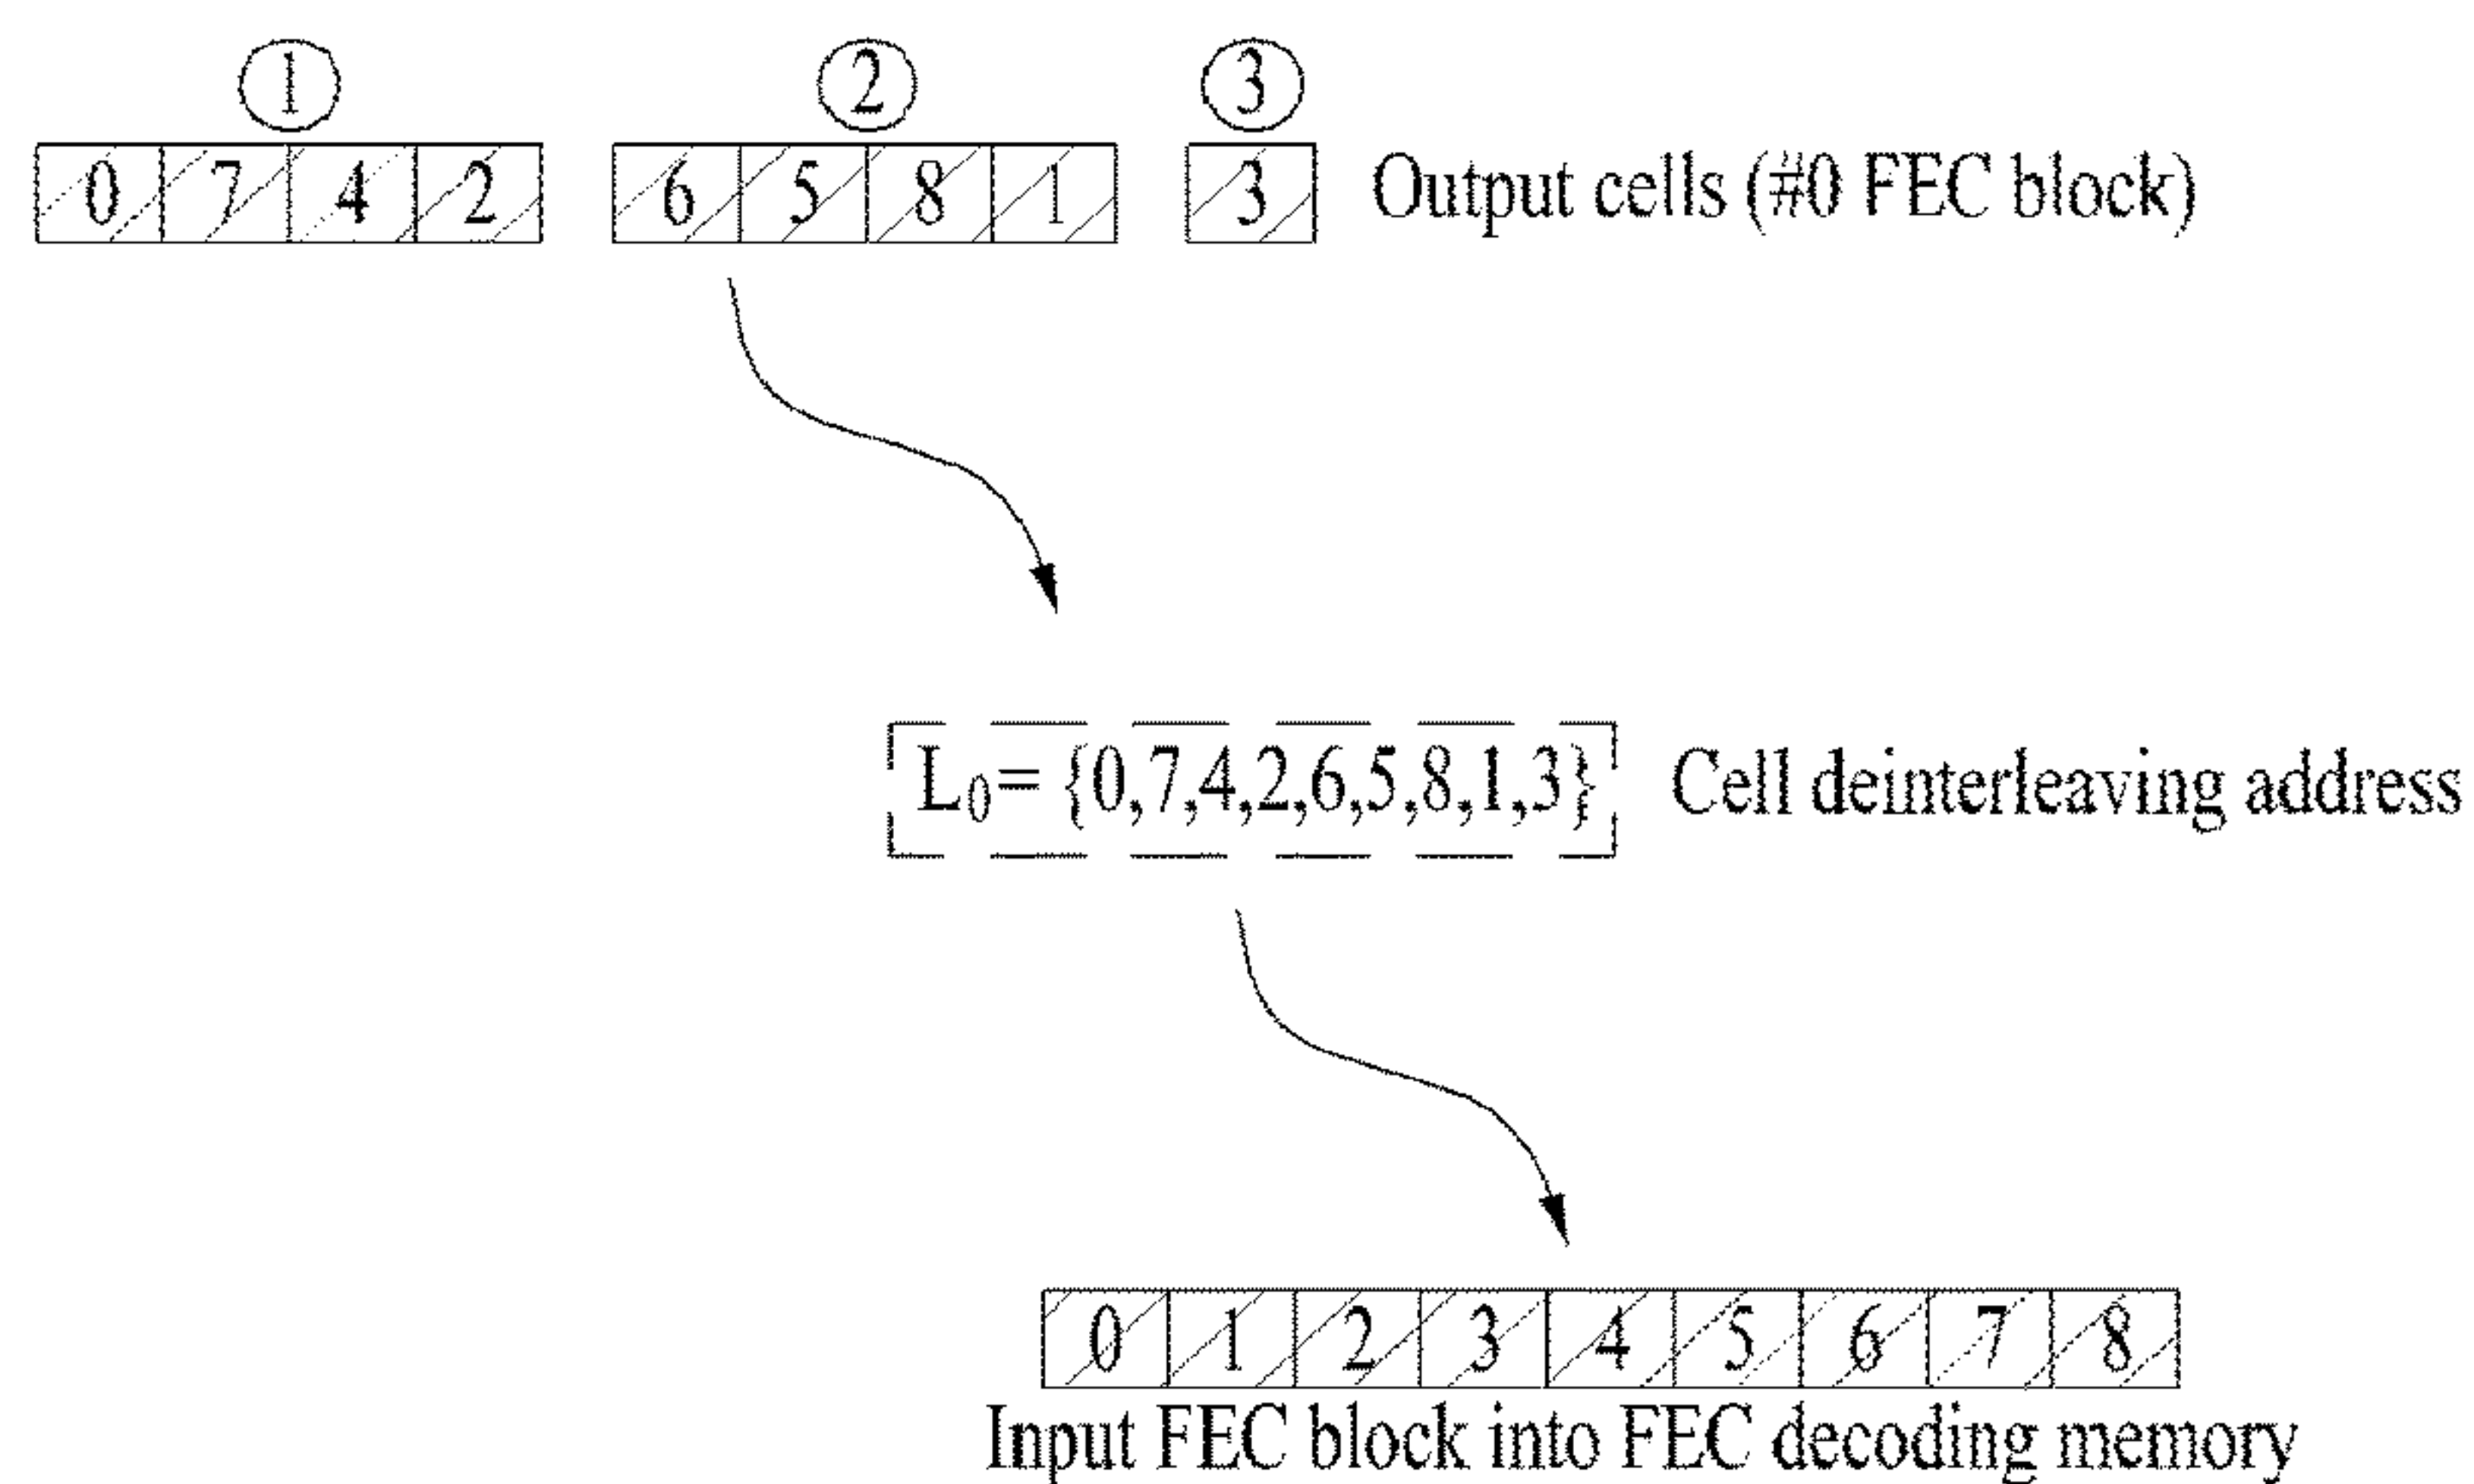 ① ② ③
0 7 4 2 6 5 8 1 3 Output cells (#0 FEC block)
L₀= {0,7,4,2,6,5,8,1,3} Cell deinterleaving address
0 1 2 3 4 5 6 7 8
Input FEC block into FEC decoding memory